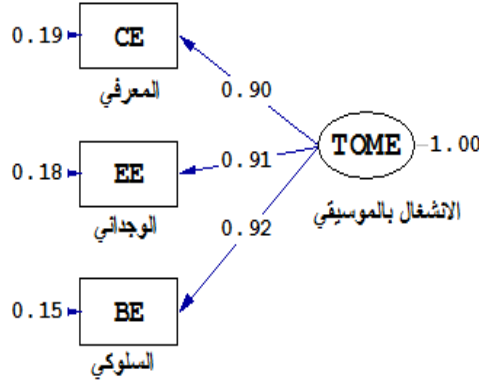 0.19
CE
المعرفي
0.90
TOME
1.00
0.18
EE
0.91
الوجداني
الانشغال بالموسيقي
0.92
0.15
BE
السلوكي